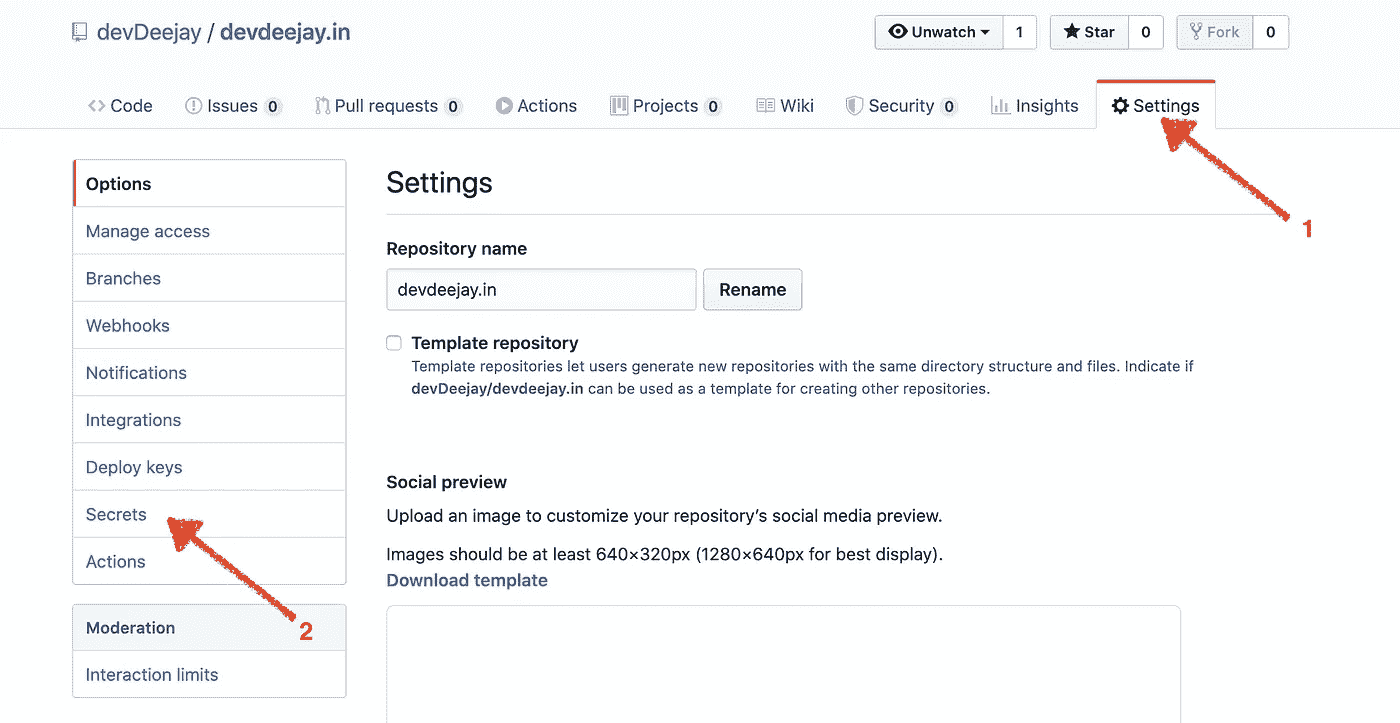 devDeejay / devdeejay.in
Unwatch 1 Star 0 Fork 0
Code Issues 0 Pull requests 0 Actions Projects 0 Wiki Security 0 Insights Settings
1
Options
Manage access
Branches
Webhooks
Notifications
Integrations
Deploy keys
Secrets
Actions
2
Moderation
Interaction limits
Settings
Repository name
devdeejay.in Rename
Template repository
Template repositories let users generate new repositories with the same directory structure and files. Indicate if
devDeejay/devdeejay.in can be used as a template for creating other repositories.
Social preview
Upload an image to customize your repository’s social media preview.
Images should be at least 640×320px (1280×640px for best display).
Download template